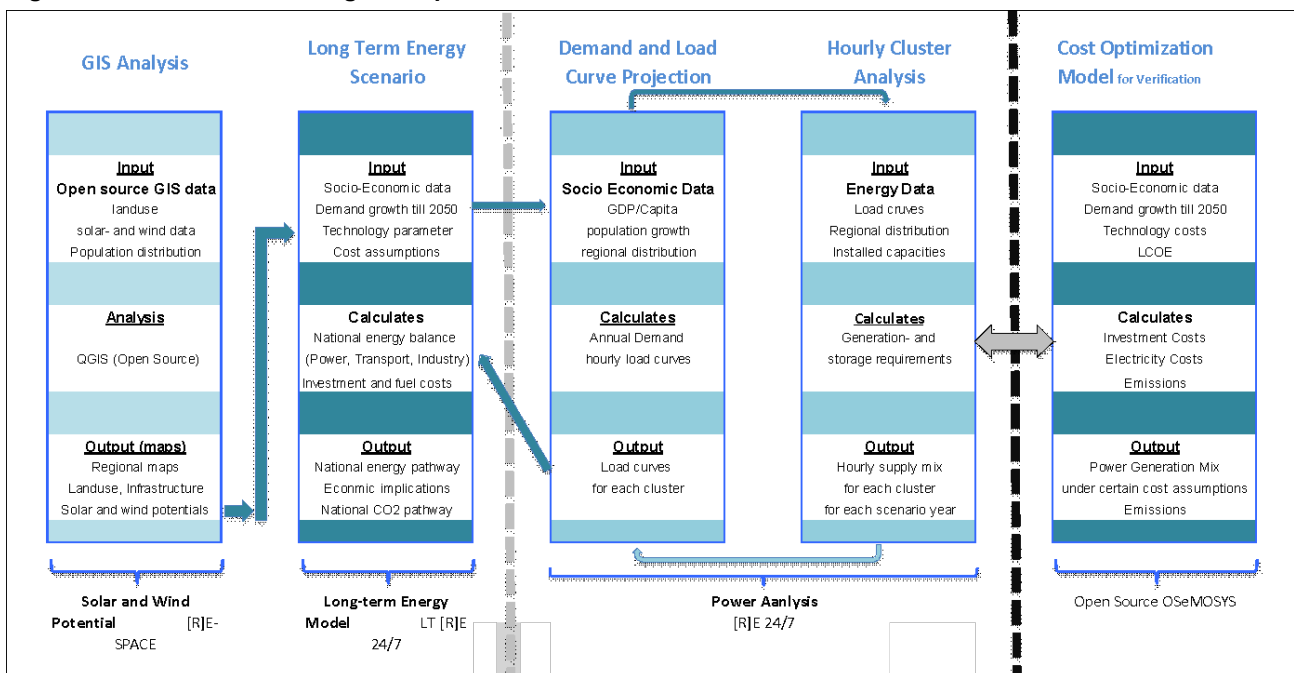 GIS Analysis
Long Term Energy
Scenario
Demand and Load
Curve Projection
Hourly Cluster
Analysis
Cost Optimization
Model for Verification
Input
Open source GIS data
landuse
solar- and wind data
Population distribution
Analysis
QGIS (Open Source)
Output (maps)
Regional maps
Landuse, Infrastructure
Solar and wind potentials
Input
Socio-Economic data
Demand growth till 2050
Technology parameter
Cost assumptions
Calculates
National energy balance
(Power, Transport, Industry)
Investment and fuel costs
Output
National energy pathway
Econmic implications
National CO2 pathway
Input
Socio Economic Data
GDP/Capita
population growth
regional distribution
Calculates
Annual Demand
hourly load curves
Output
Load curves
for each cluster
Input
Energy Data
Load cruves
Regional distribution
Installed capacities
Calculates
Generation- and
storage requirements
Output
Hourly supply mix
for each cluster
for each scenario year
Input
Socio-Economic data
Demand growth till 2050
Technology costs
LCOE
Calculates
Investment Costs
Electricity Costs
Emissions
Output
Power Generation Mix
under certain cost assumptions
Emissions
Solar and Wind
Potential [R]E-
SPACE
Long-term Energy
Model LT [R]E
24/7
Power Aanlysis
[R]E 24/7
Open Source OSeMOSYS